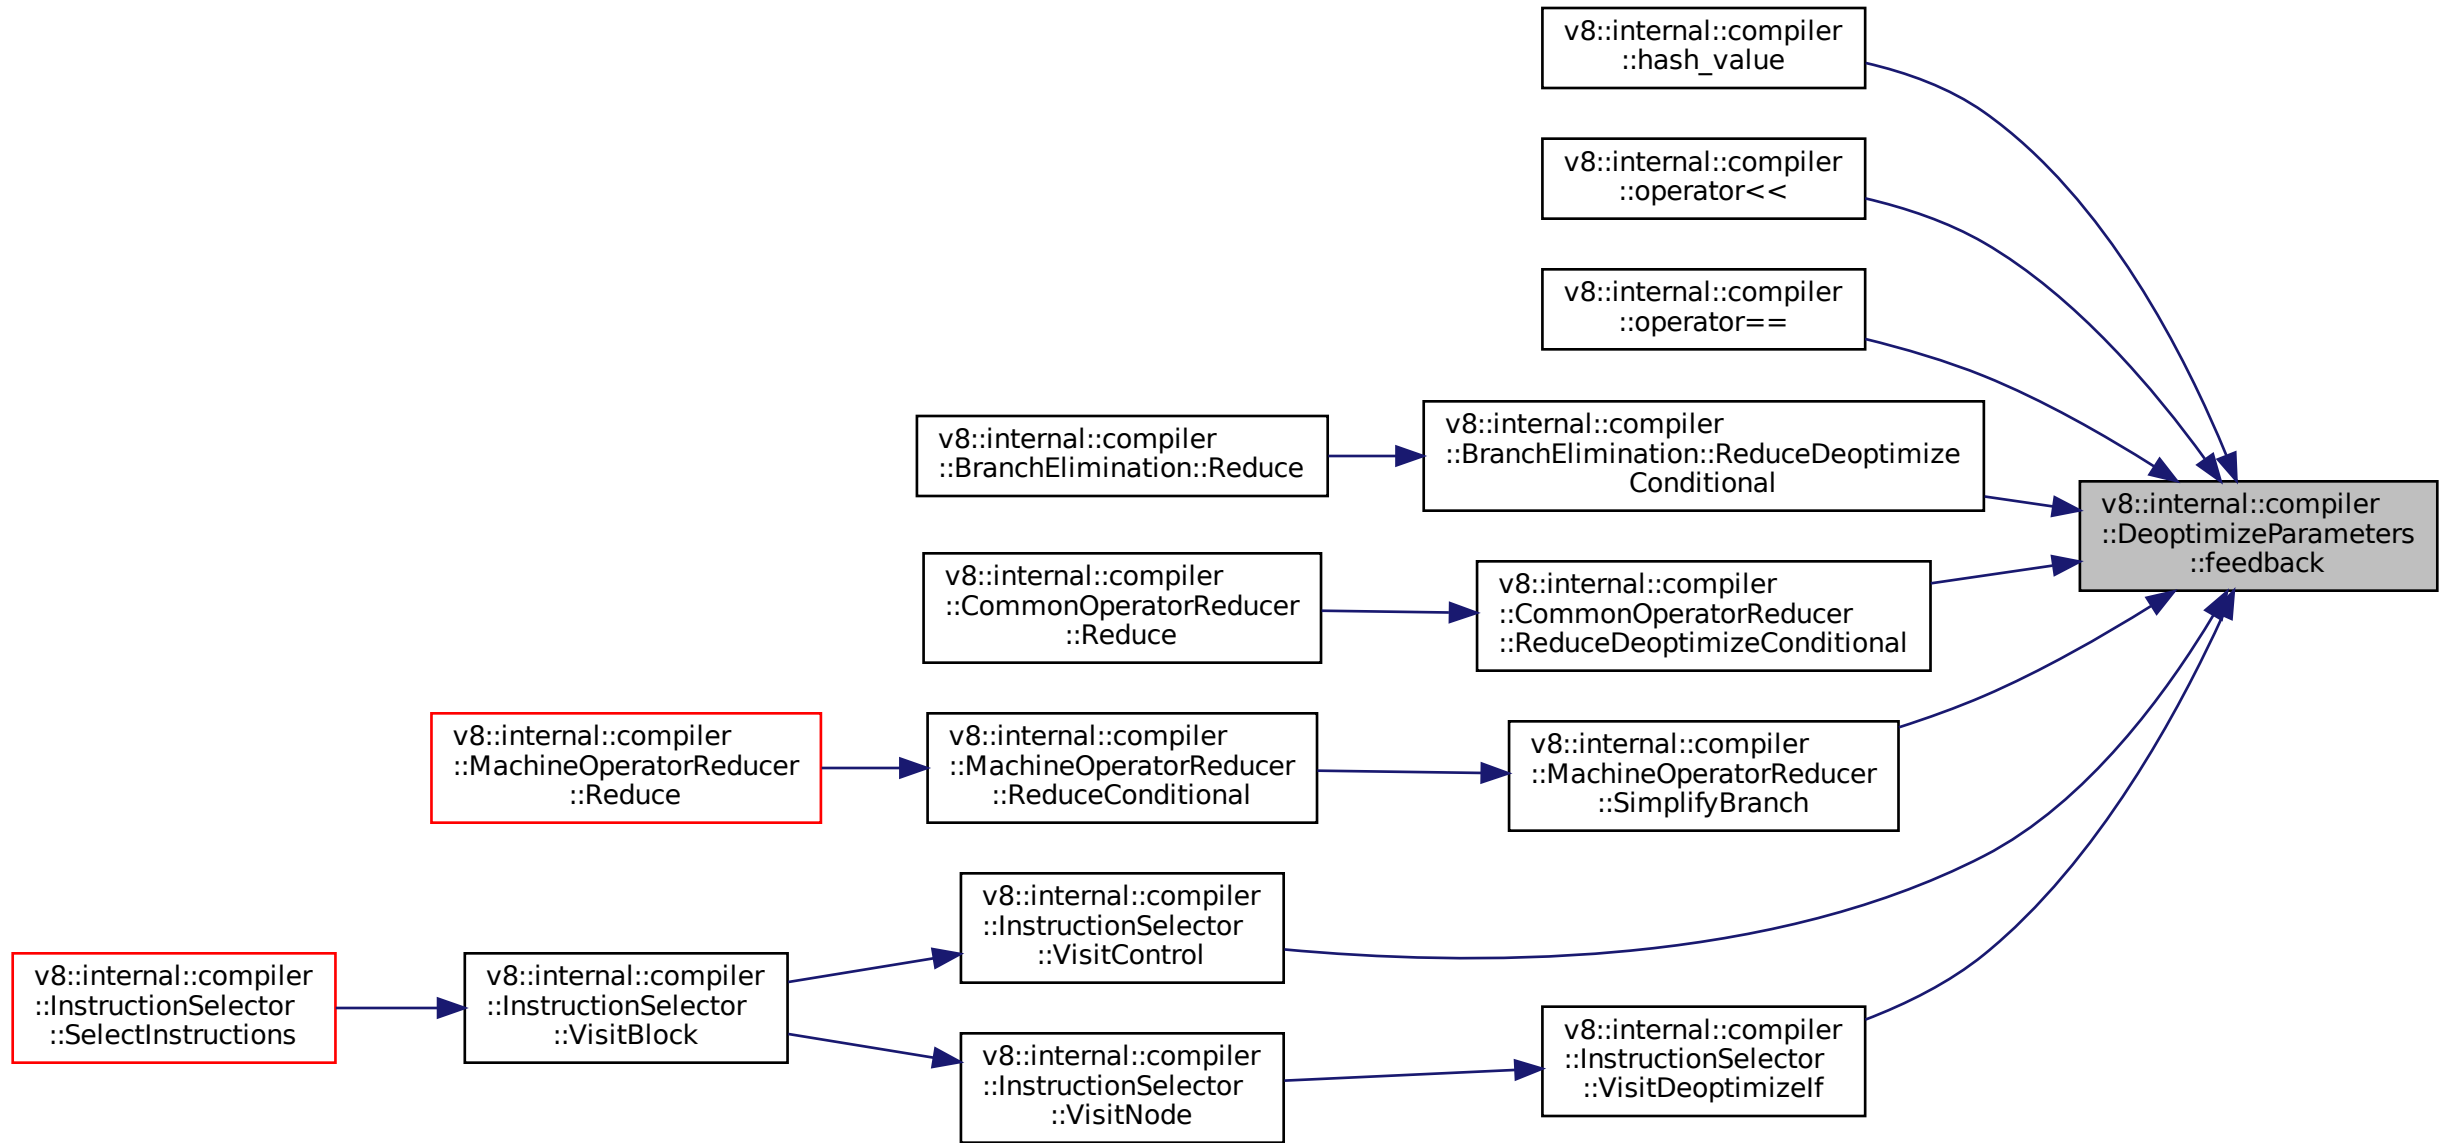 v8::internal::compiler
::hash_value
v8::internal::compiler
::operator<<
v8::internal::compiler
::operator==
v8::internal::compiler
::BranchElimination::Reduce
v8::internal::compiler
::BranchElimination::ReduceDeoptimize
Conditional
v8::internal::compiler
::DeoptimizeParameters
::feedback
v8::internal::compiler
::CommonOperatorReducer
::Reduce
v8::internal::compiler
::CommonOperatorReducer
::ReduceDeoptimizeConditional
v8::internal::compiler
::MachineOperatorReducer
::Reduce
v8::internal::compiler
::MachineOperatorReducer
::ReduceConditional
v8::internal::compiler
::MachineOperatorReducer
::SimplifyBranch
v8::internal::compiler
::InstructionSelector
::VisitControl
v8::internal::compiler
::InstructionSelector
::SelectInstructions
v8::internal::compiler
::InstructionSelector
::VisitBlock
v8::internal::compiler
::InstructionSelector
::VisitNode
v8::internal::compiler
::InstructionSelector
::VisitDeoptimizeIf